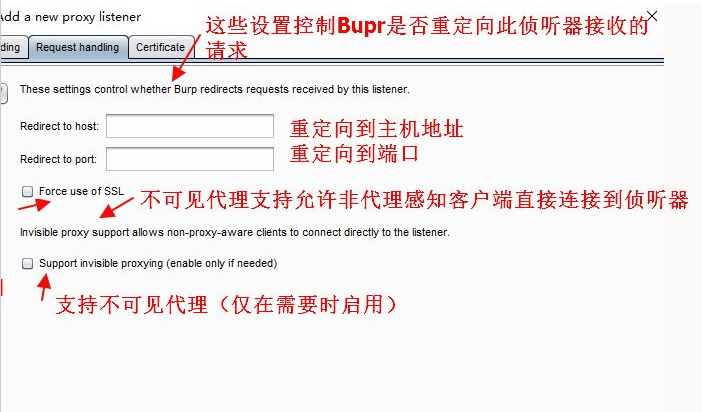 Add a new proxy listener
这些设置控制Bupr是否重定向此侦听器接收的
请求
ding Request handling Certificate
These settings control whether Burp redirects requests received by this listener.
Redirect to host: 重定向到主机地址
Redirect to port: 重定向到端口
Force use of SSL
不可见代理支持允许非代理感知客户端直接连接到侦听器
Invisible proxy support allows non-proxy-aware clients to connect directly to the listener.
Support invisible proxying (enable only if needed)
支持不可见代理（仅在需要时启用）